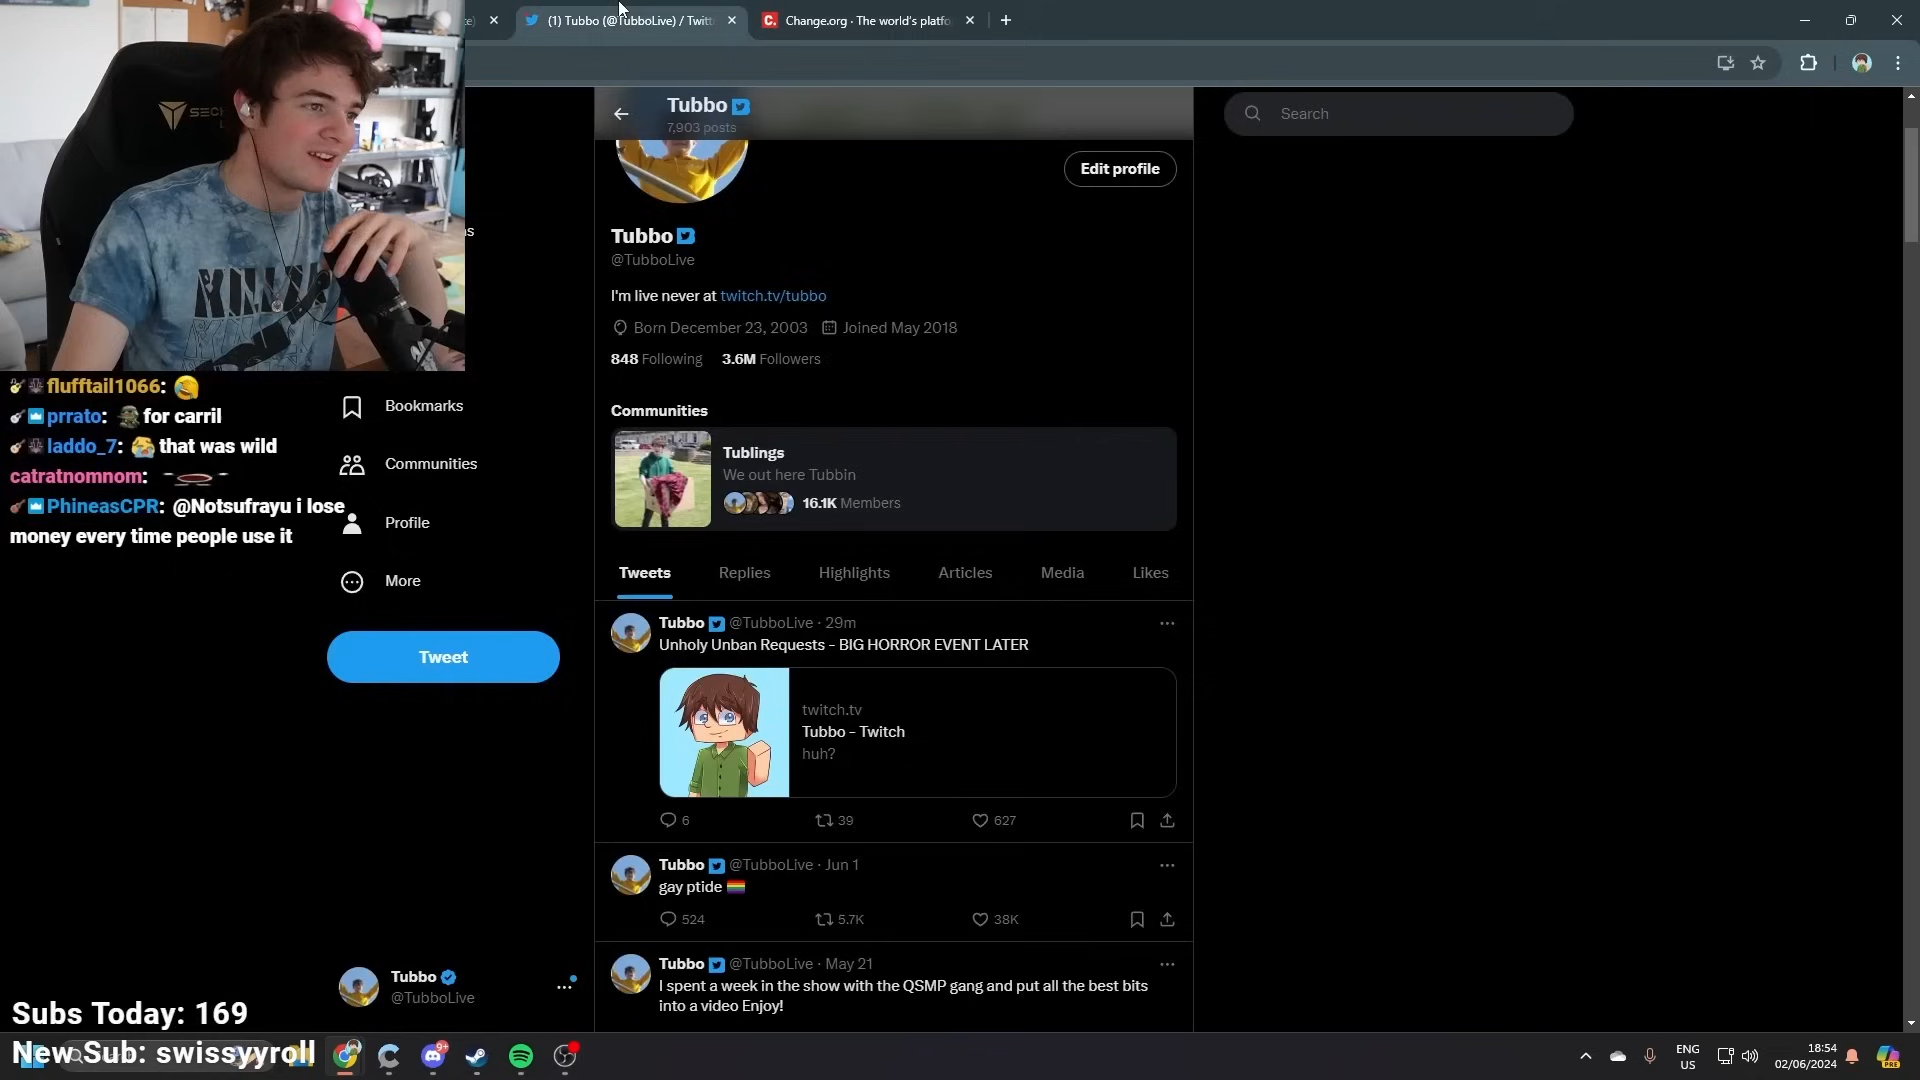 (1) Tubbo (@TubboLive) / Twitt
Change.org · The world's platfo
Tubbo
7,903 posts
Search
Edit profile
Tubbo
@TubboLive
I'm live never at twitch.tv/tubbo
Born December 23, 2003 Joined May 2018
848 Following 3.6M Followers
Communities
Tublings
We out here Tubbin
16.1K Members
Tweets Replies Highlights Articles Media Likes
Tubbo @TubboLive · 29m
Unholy Unban Requests - BIG HORROR EVENT LATER
twitch.tv
Tubbo - Twitch
huh?
6 39 627
Tubbo @TubboLive · Jun 1
gay ptide 🏳️‍🌈
524 5.7K 38K
Tubbo @TubboLive · May 21
I spent a week in the show with the QSMP gang and put all the best bits
into a video Enjoy!
flufftail1066:
prrato: for carril
laddo_7: that was wild
catratnomnom:
PhineasCPR: @Notsufrayu i lose
money every time people use it
Bookmarks
Communities
Profile
More
Tweet
Tubbo
@TubboLive
Subs Today: 169
New Sub: swissyyroll
9+
ENG
US
18:54
02/06/2024
PRE